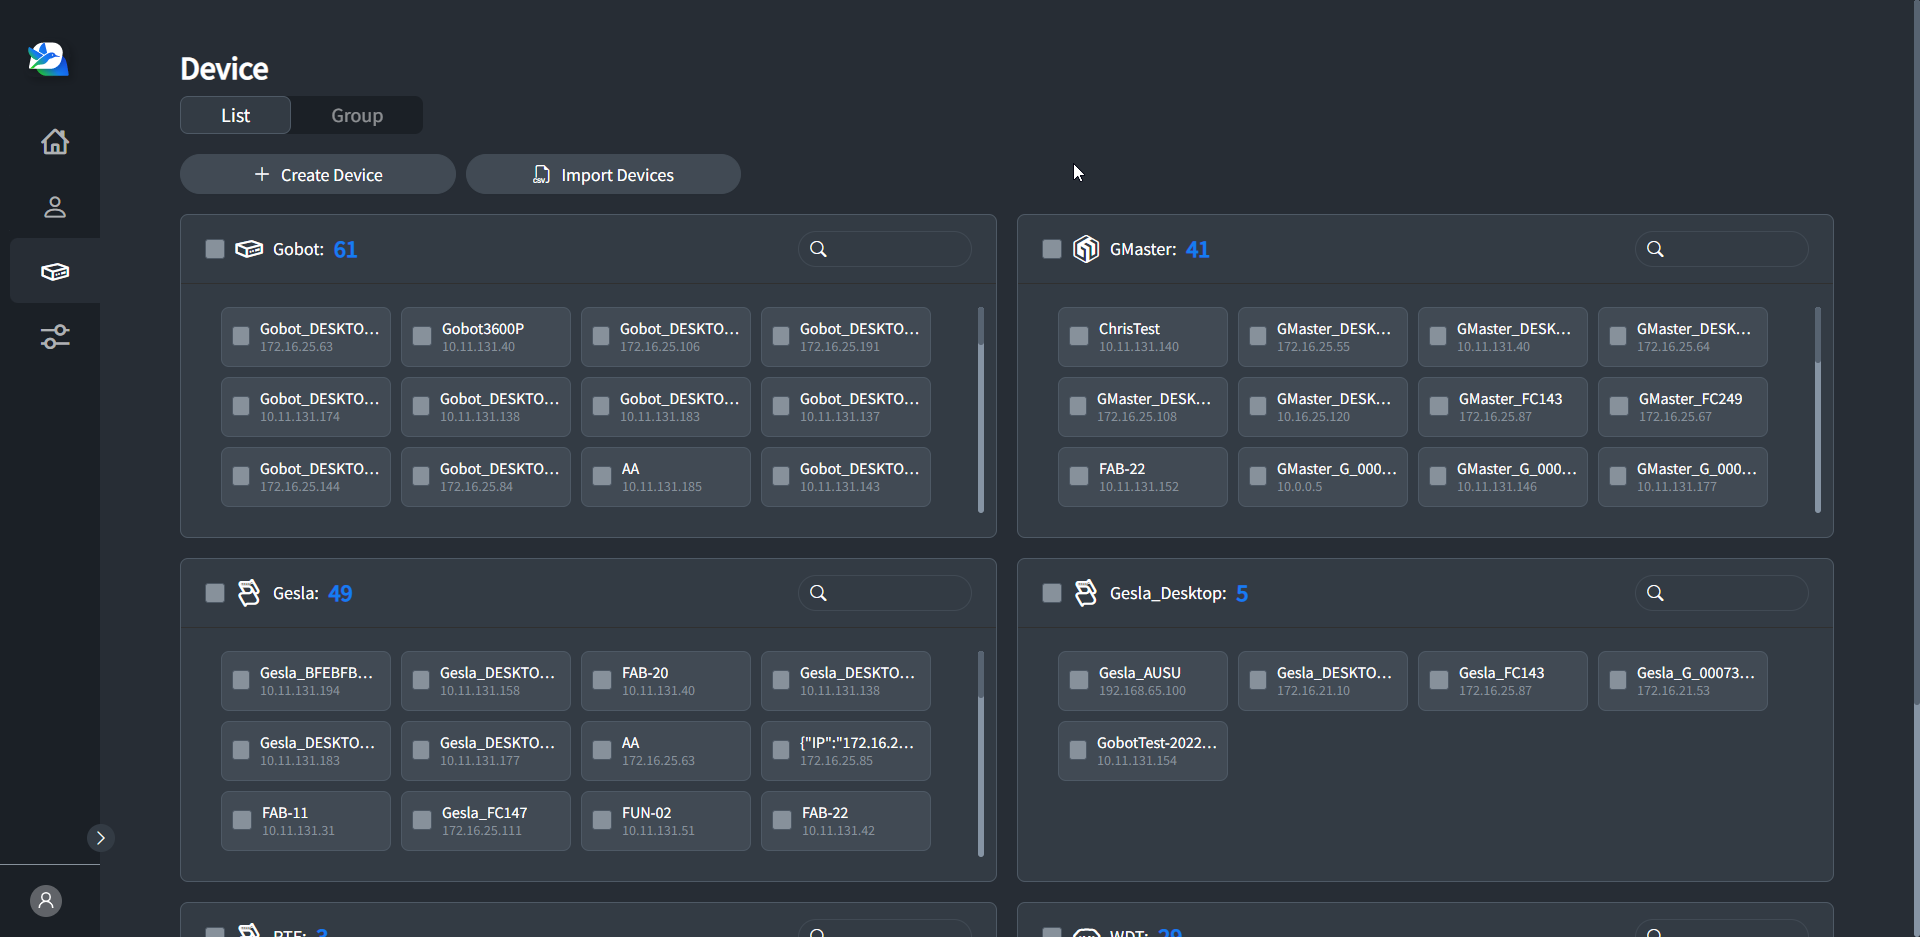 Device
List
Group
Create Device
CSV
Import Devices
Gobot: 61
Gobot_DESKTO...
172.16.25.63
Gobot3600P
10.11.131.40
Gobot_DESKTO...
172.16.25.106
Gobot_DESKTO...
172.16.25.191
Gobot_DESKTO...
10.11.131.174
Gobot_DESKTO...
10.11.131.138
Gobot_DESKTO...
10.11.131.183
Gobot_DESKTO...
10.11.131.137
Gobot_DESKTO...
172.16.25.144
Gobot_DESKTO...
172.16.25.84
AA
10.11.131.185
Gobot_DESKTO...
10.11.131.143
GMaster: 41
ChrisTest
10.11.131.140
GMaster_DESK...
172.16.25.55
GMaster_DESK...
10.11.131.40
GMaster_DESK...
172.16.25.64
GMaster_DESK...
172.16.25.108
GMaster_DESK...
10.16.25.120
GMaster_FC143
172.16.25.87
GMaster_FC249
172.16.25.67
FAB-22
10.11.131.152
GMaster_G_000...
10.0.0.5
GMaster_G_000...
10.11.131.146
GMaster_G_000...
10.11.131.177
Gesla: 49
Gesla_BFEBFB...
10.11.131.194
Gesla_DESKTO...
10.11.131.158
FAB-20
10.11.131.40
Gesla_DESKTO...
10.11.131.138
Gesla_DESKTO...
10.11.131.183
Gesla_DESKTO...
10.11.131.177
AA
172.16.25.63
{"IP":"172.16.2...
172.16.25.85
FAB-11
10.11.131.31
Gesla_FC147
172.16.25.111
FUN-02
10.11.131.51
FAB-22
10.11.131.42
Gesla_Desktop: 5
Gesla_AUSU
192.168.65.100
Gesla_DESKTO...
172.16.21.10
Gesla_FC143
172.16.25.87
Gesla_G_00073...
172.16.21.53
GobotTest-2022...
10.11.131.154
WDT: 29